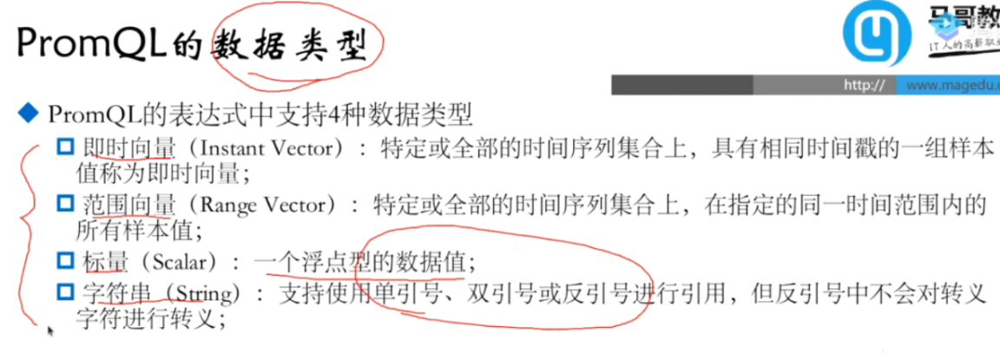 PromQL的数据类型
马哥教
IT人的高薪职业
http:// www.magedu.
PromQL的表达式中支持4种数据类型
即时向量（Instant Vector）：特定或全部的时间序列集合上，具有相同时间戳的一组样本
值称为即时向量；
范围向量（Range Vector）：特定或全部的时间序列集合上，在指定的同一时间范围内的
所有样本值；
标量（Scalar）：一个浮点型的数据值；
字符串（String）：支持使用单引号、双引号或反引号进行引用，但反引号中不会对转义
字符进行转义；